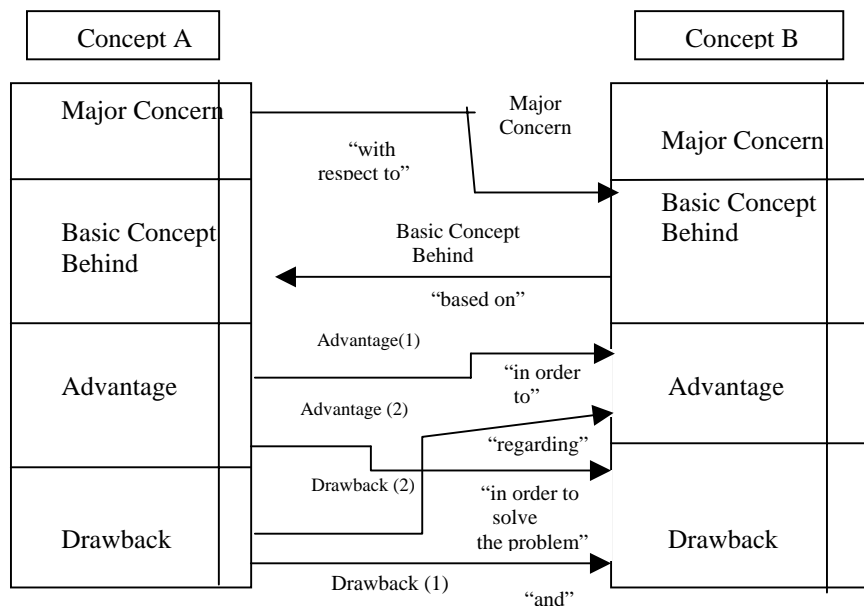 Concept A
Concept B
Major Concern
Major
Concern
Major Concern
“with
respect to”
Basic Concept
Behind
Basic Concept
Behind
Basic Concept
Behind
“based on”
Advantage(1)
Advantage
“in order
to”
Advantage
Advantage (2)
“regarding”
Drawback (2)
“in order to
solve
the problem”
Drawback
Drawback
Drawback (1)
“and”